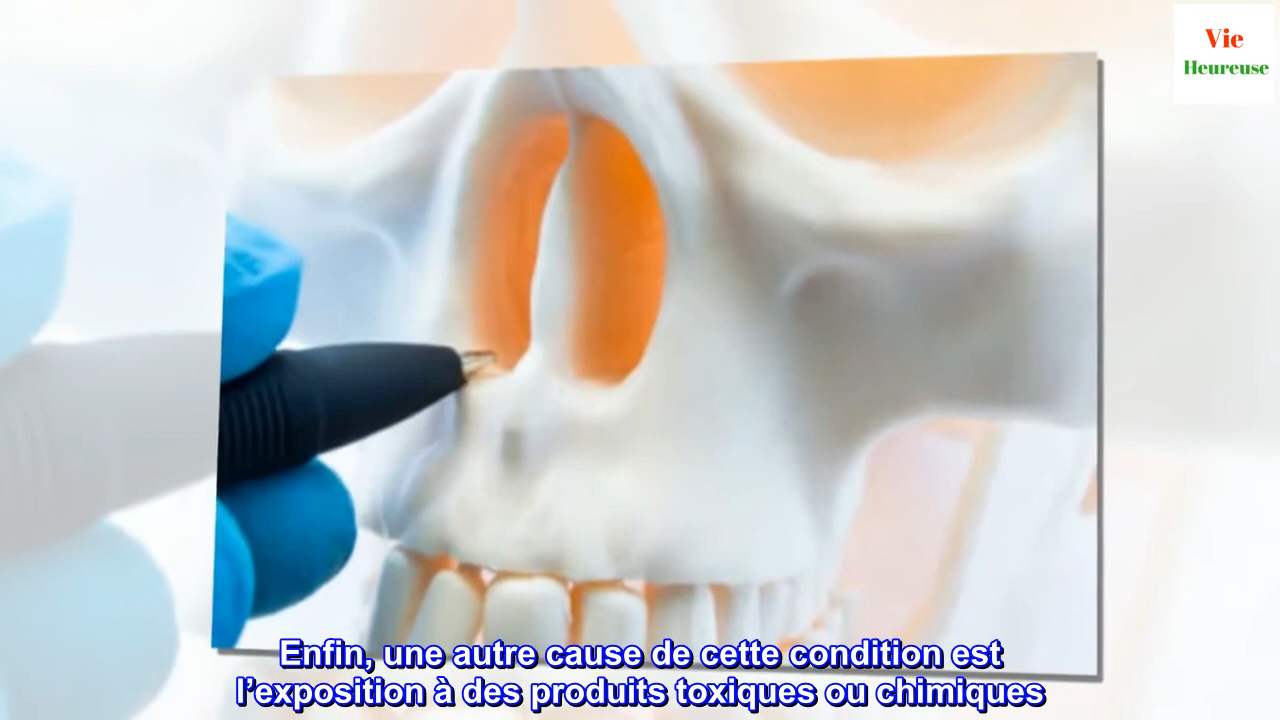 Vie
Heureuse
Enfin, une autre cause de cette condition est
l’exposition à des produits toxiques ou chimiques